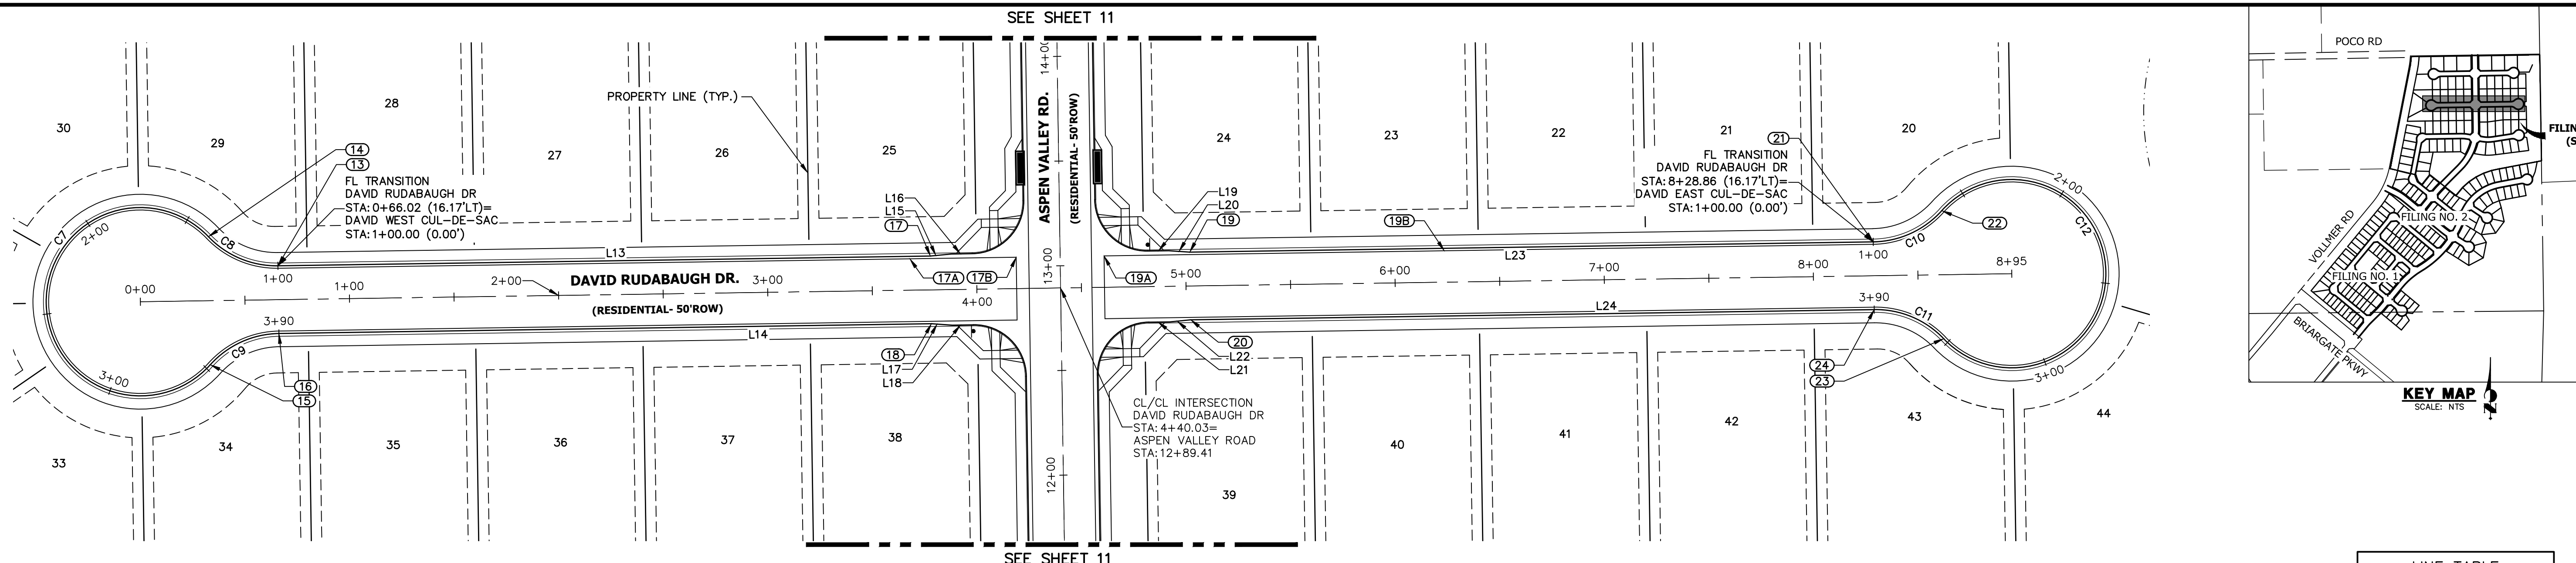 SEE SHEET 11
POCO RD
14+00
PROPERTY LINE (TYP.)
ASPEN VALLEY RD.
(RESIDENTIAL- 50'ROW)
30
29
28
27
26
25
24
23
22
21
20
14
13
FL TRANSITION
DAVID RUDABAUGH DR
STA: 0+66.02 (16.17'LT)=
DAVID WEST CUL-DE-SAC
STA: 1+00.00 (0.00')
21
FL TRANSITION
DAVID RUDABAUGH DR
STA: 8+28.86 (16.17'LT)=
DAVID EAST CUL-DE-SAC
STA: 1+00.00 (0.00')
L16
L15
17
L19
L20
19
19B
22
C7
2+00
C8
L13
L23
C10
2+00
C12
1+00
0+00
1+00
2+00
DAVID RUDABAUGH DR.
(RESIDENTIAL- 50'ROW)
3+00
17A
17B
4+00
13+00
19A
5+00
6+00
7+00
8+00
1+00
8+95
3+90
L14
L24
3+90
C9
C11
3+00
3+00
16
15
18
L17
L18
20
L22
L21
24
23
CL/CL INTERSECTION
DAVID RUDABAUGH DR
STA: 4+40.03=
ASPEN VALLEY ROAD
STA: 12+89.41
12+00
33
34
35
36
37
38
39
40
41
42
43
44
SEE SHEET 11
FILIN
(S
FILING NO. 2
VOLLMER RD
FILING NO. 1
BRIARGATE PKWY
KEY MAP
SCALE: NTS
N
LINE TABLE